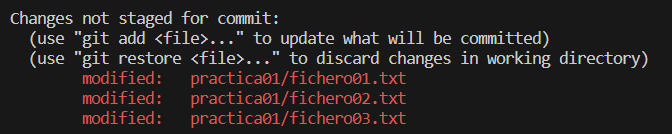 Changes not staged for commit:
  (use "git add <file>..." to update what will be committed)
  (use "git restore <file>..." to discard changes in working directory)
        modified:   practica01/fichero01.txt
        modified:   practica01/fichero02.txt
        modified:   practica01/fichero03.txt